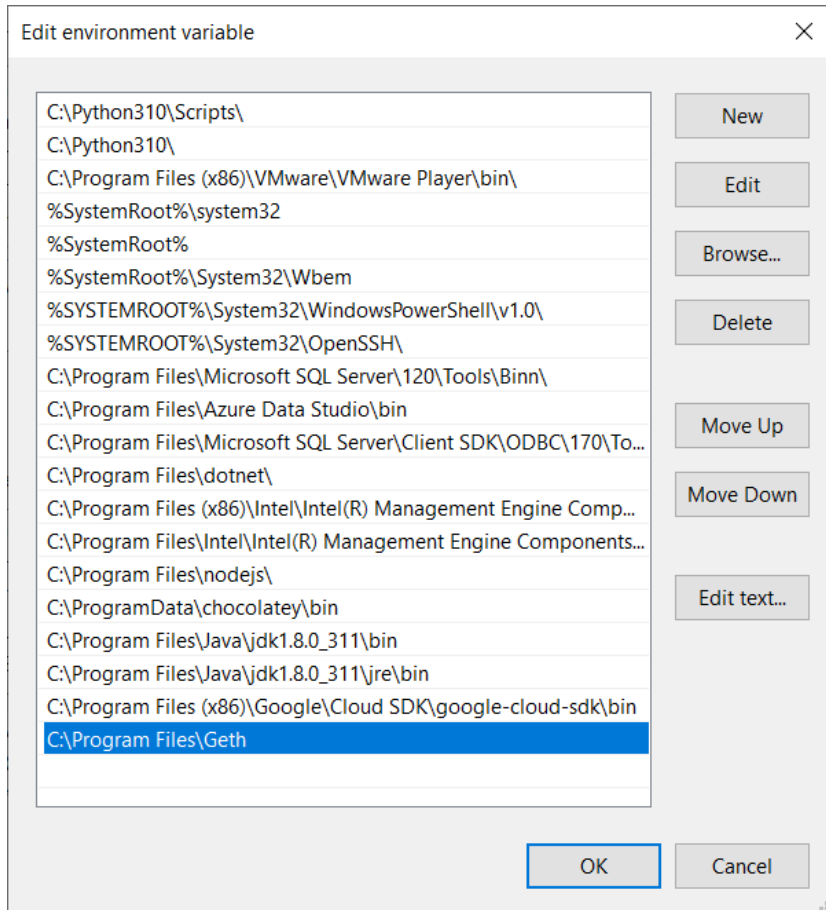 Edit environment variable
C:\Python310\Scripts\
C:\Python310\
C:\Program Files (x86)\VMware\VMware Player\bin\
%SystemRoot%\system32
%SystemRoot%
%SystemRoot%\System32\Wbem
%SYSTEMROOT%\System32\WindowsPowerShell\v1.0\
%SYSTEMROOT%\System32\OpenSSH\
C:\Program Files\Microsoft SQL Server\120\Tools\Binn\
C:\Program Files\Azure Data Studio\bin
C:\Program Files\Microsoft SQL Server\Client SDK\ODBC\170\To...
C:\Program Files\dotnet\
C:\Program Files (x86)\Intel\Intel(R) Management Engine Comp...
C:\Program Files\Intel\Intel(R) Management Engine Components...
C:\Program Files\nodejs\
C:\ProgramData\chocolatey\bin
C:\Program Files\Java\jdk1.8.0_311\bin
C:\Program Files\Java\jdk1.8.0_311\jre\bin
C:\Program Files (x86)\Google\Cloud SDK\google-cloud-sdk\bin
C:\Program Files\Geth
New
Edit
Browse...
Delete
Move Up
Move Down
Edit text...
OK
Cancel